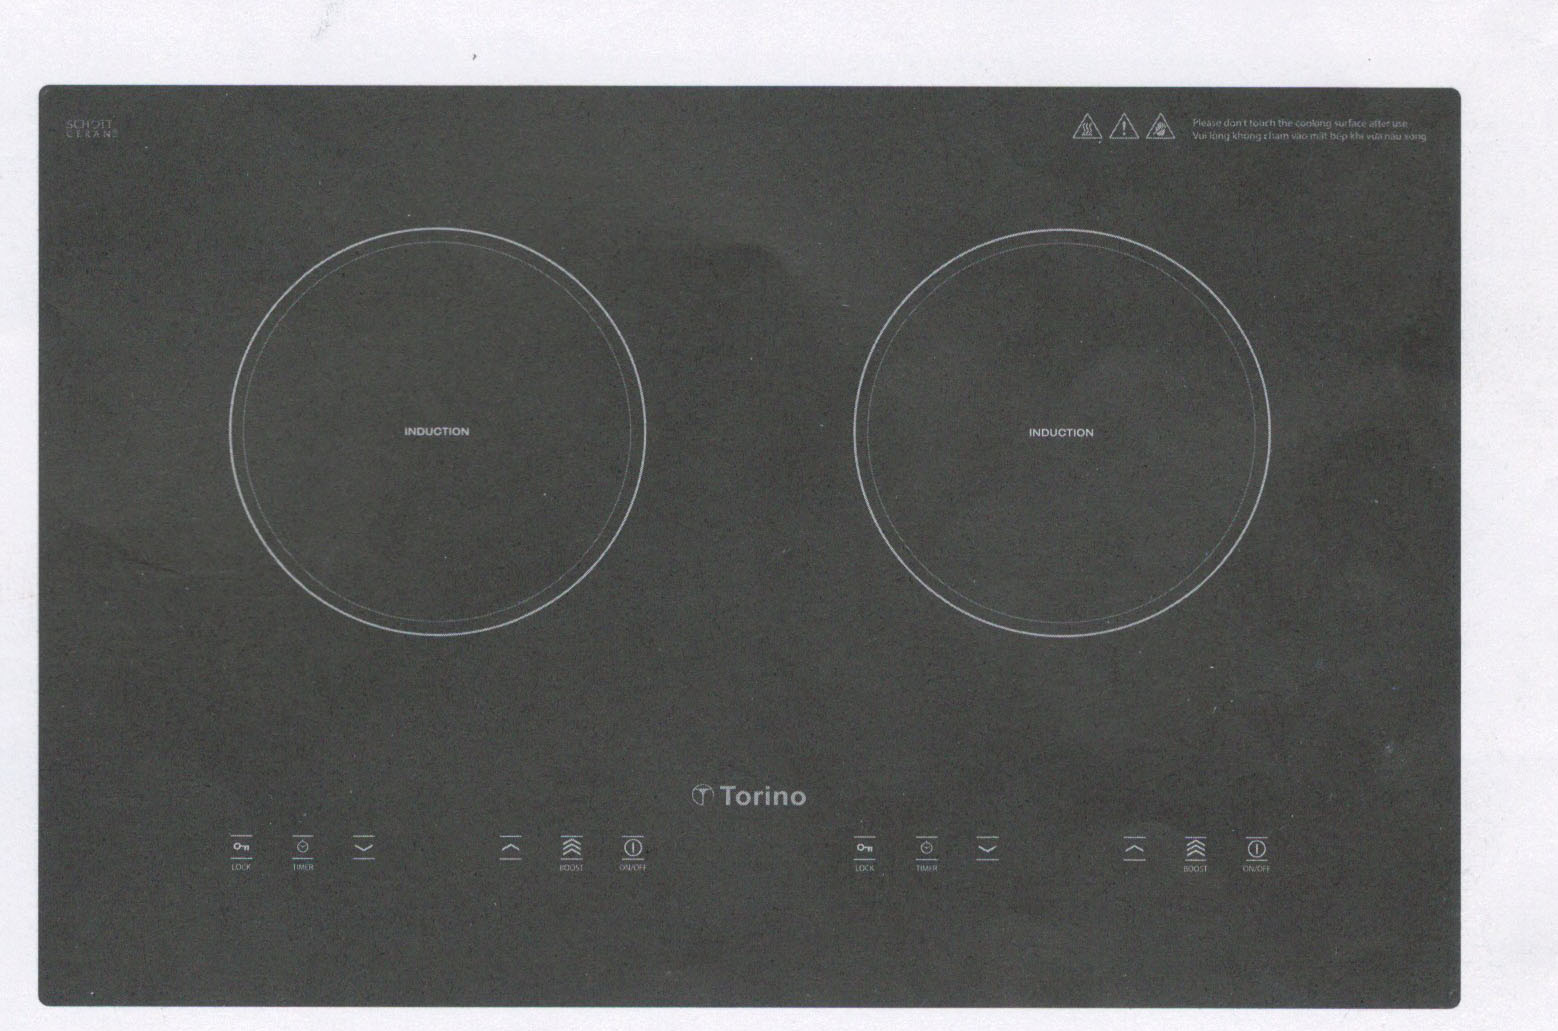 SCHOTT
CERAN®
Please don't touch the cooking surface after use
Vui lòng không chạm vào mặt bếp khi vừa nấu xong
INDUCTION
INDUCTION
Torino
LOCK TIMER BOOST ON/OFF LOCK TIMER BOOST ON/OFF